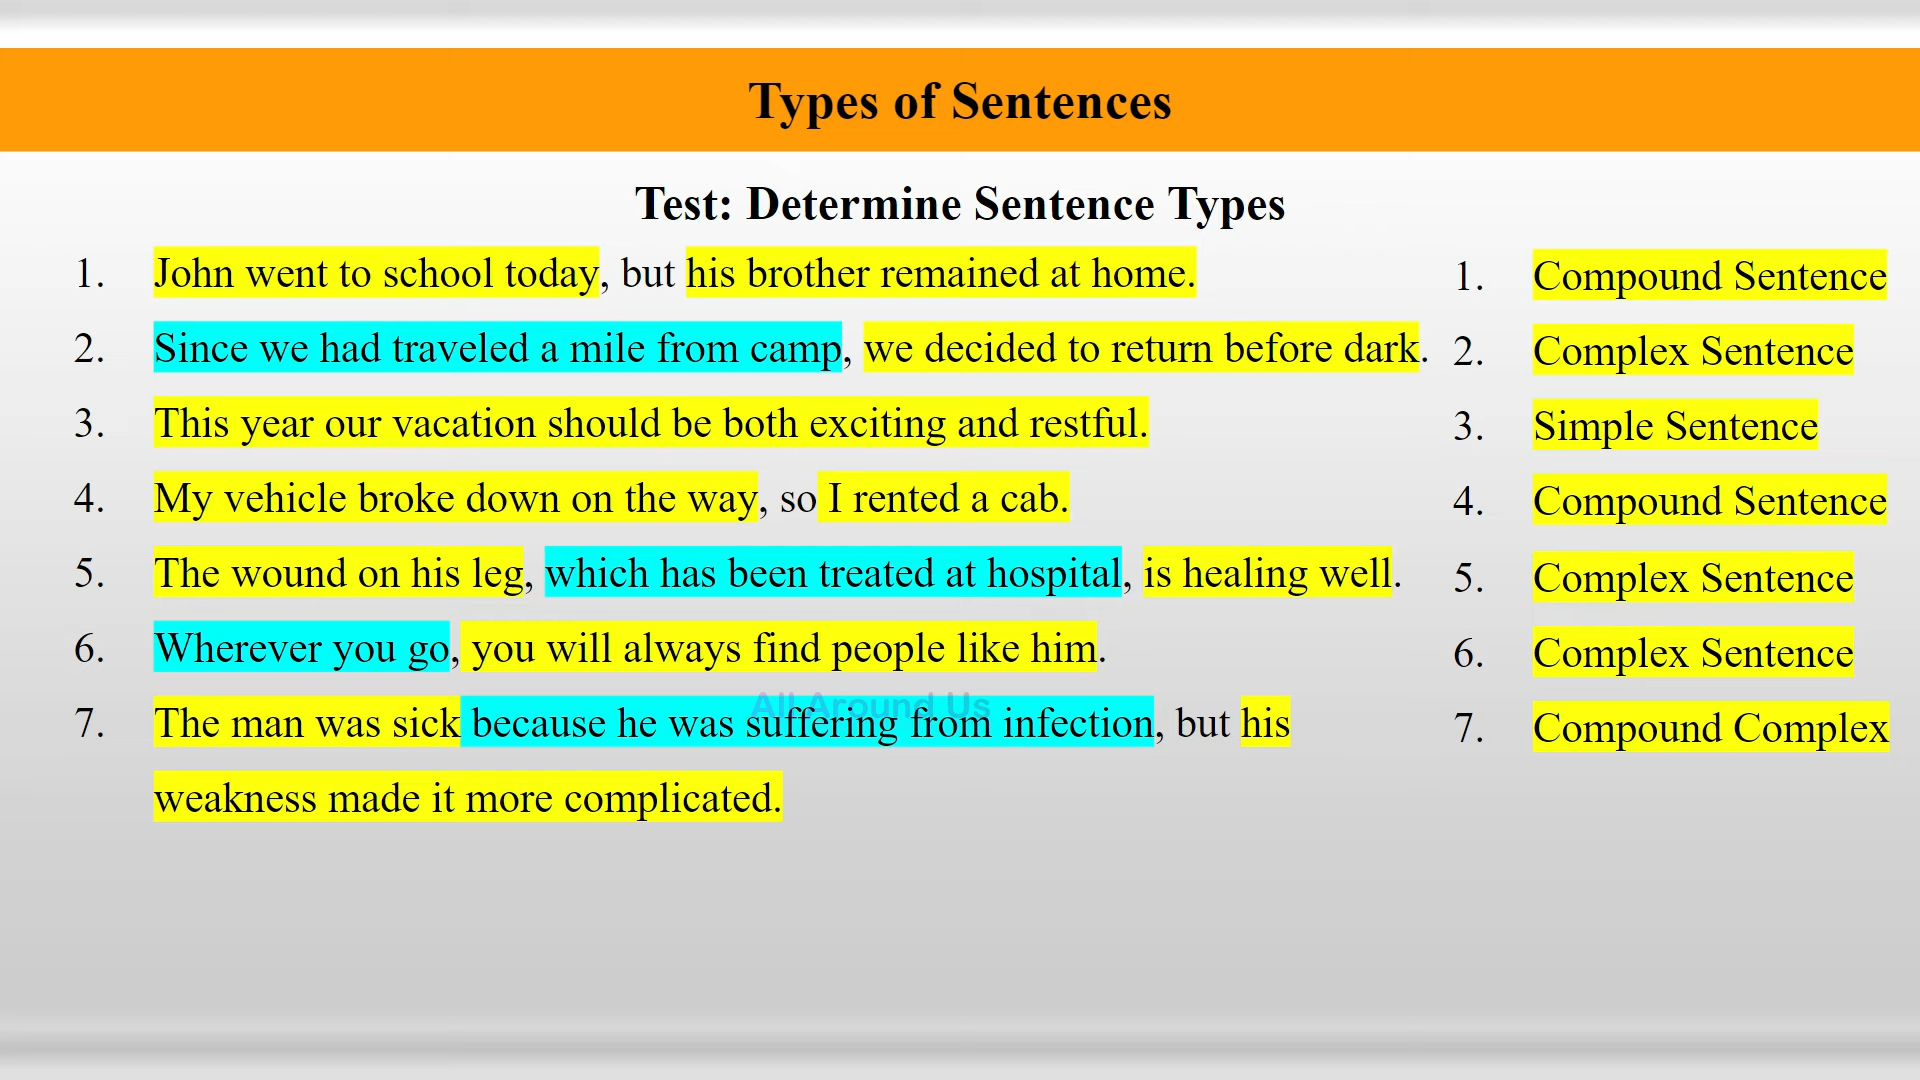 Types of Sentences
Test: Determine Sentence Types
1. John went to school today, but his brother remained at home.
2. Since we had traveled a mile from camp, we decided to return before dark.
3. This year our vacation should be both exciting and restful.
4. My vehicle broke down on the way, so I rented a cab.
5. The wound on his leg, which has been treated at hospital, is healing well.
6. Wherever you go, you will always find people like him.
7. The man was sick because he was suffering from infection, but his
weakness made it more complicated.
All Around Us
1. Compound Sentence
2. Complex Sentence
3. Simple Sentence
4. Compound Sentence
5. Complex Sentence
6. Complex Sentence
7. Compound Complex